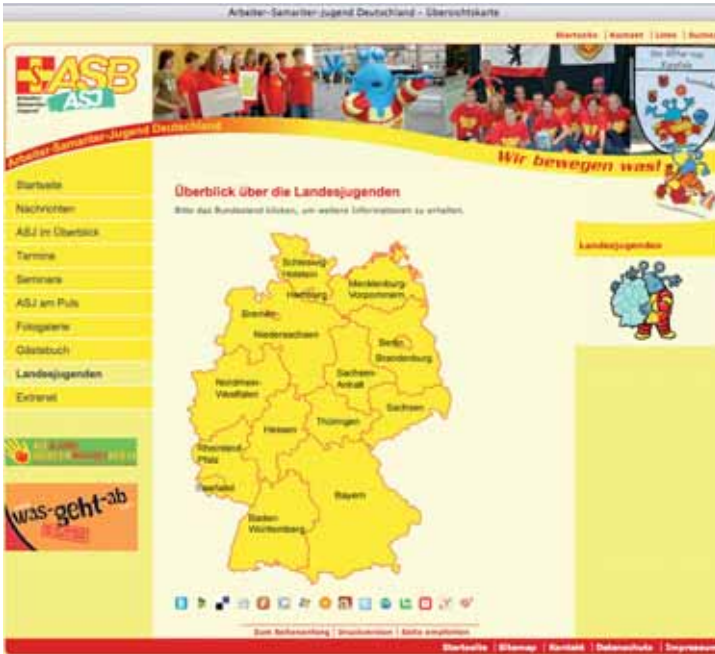 Arbeiter-Samariter-Jugend Deutschland – Übersichtskarte
Startseite | Kontakt | Links | Suche
ASB
ASJ
Arbeiter-
Samariter-
Jugend
Arbeiter-Samariter-Jugend Deutschland
Wir bewegen was!
Startseite
Nachrichten
ASJ im Überblick
Termine
Seminare
ASJ am Puls
Fotogalerie
Gästebuch
Landesjugenden
Extranet
was-geht-ab
Überblick über die Landesjugenden
Bitte das Bundesland klicken, um weitere Informationen zu erhalten.
Schleswig-
Holstein
Mecklenburg-
Vorpommern
Hamburg
Bremen
Niedersachsen
Berlin
Brandenburg
Sachsen-
Anhalt
Nordrhein-
Westfalen
Sachsen
Thüringen
Hessen
Rheinland-
Pfalz
Saarland
Bayern
Baden-
Württemberg
Landesjugenden
Zum Seitenanfang | Druckversion | Seite empfehlen
Startseite | Sitemap | Kontakt | Datenschutz | Impressum